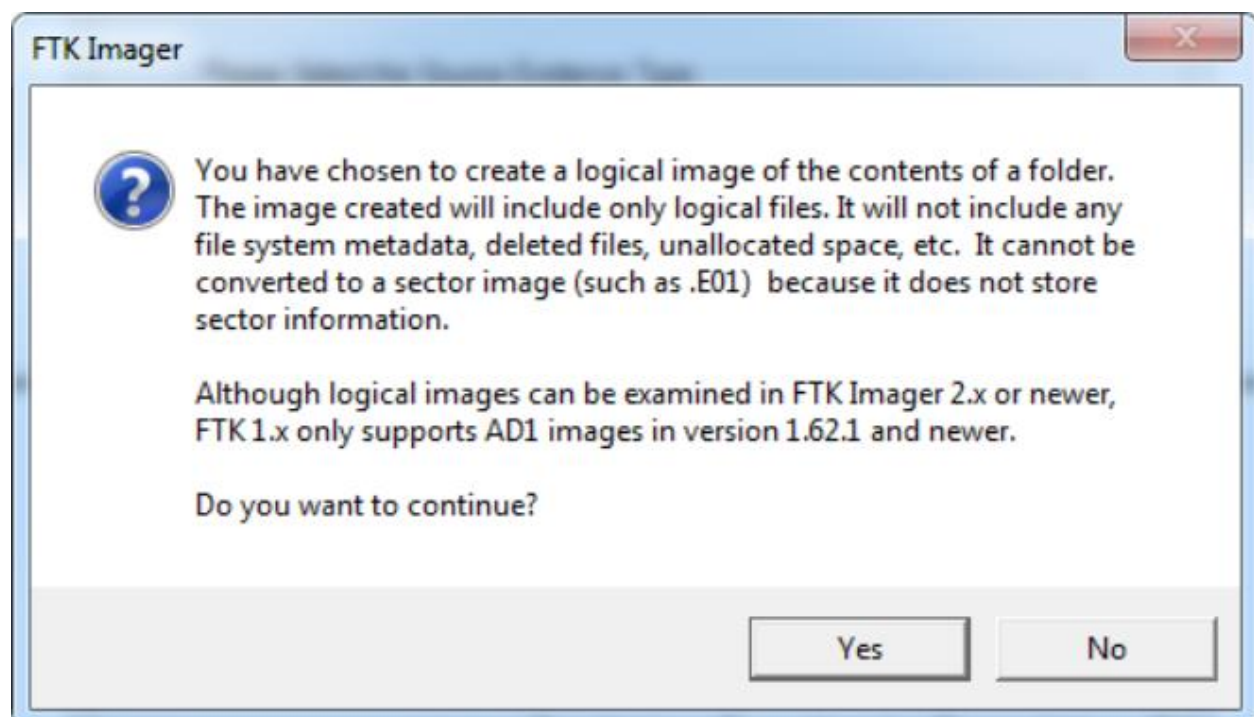 FTK Imager
You have chosen to create a logical image of the contents of a folder.
The image created will include only logical files. It will not include any
file system metadata, deleted files, unallocated space, etc.  It cannot be
converted to a sector image (such as .E01)  because it does not store
sector information.
Although logical images can be examined in FTK Imager 2.x or newer,
FTK 1.x only supports AD1 images in version 1.62.1 and newer.
Do you want to continue?
Yes
No